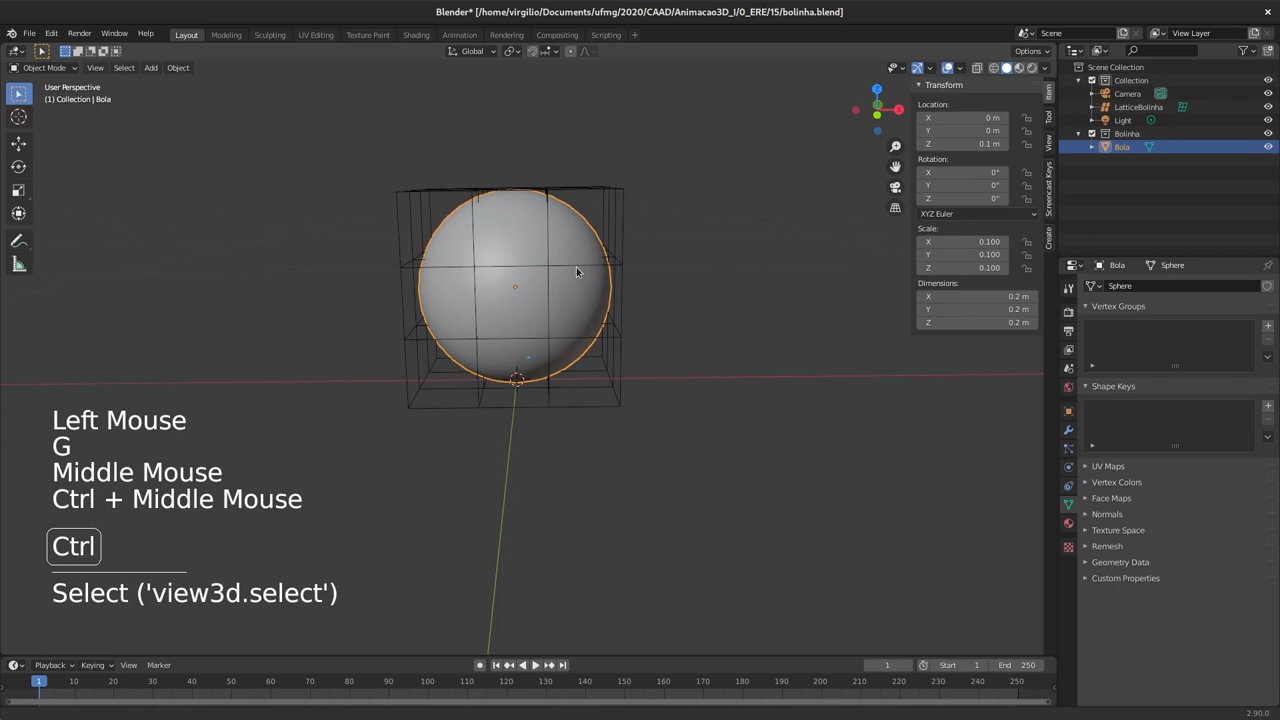 Blender* [/home/virgilio/Documents/ufmg/2020/CAAD/Animacao3D_I/0_ERE/15/bolinha.blend]
File Edit Render Window Help Layout Modeling Sculpting UV Editing Texture Paint Shading Animation Rendering Compositing Scripting Scene View Layer
Global Options
Object Mode View Select Add Object
User Perspective
(1) Collection | Bola
Z
X
Transform
Location:
X 0 m
Y 0 m
Z 0.1 m
Rotation:
X 0°
Y 0°
Z 0°
XYZ Euler
Scale:
X 0.100
Y 0.100
Z 0.100
Dimensions:
X 0.2 m
Y 0.2 m
Z 0.2 m
Item
Tool
View
Screencast Keys
Create
Scene Collection
Collection
Camera
LatticeBolinha
Light
Bolinha
Bola
Bola Sphere
Sphere
Vertex Groups
Shape Keys
UV Maps
Vertex Colors
Face Maps
Normals
Texture Space
Remesh
Geometry Data
Custom Properties
Left Mouse
G
Middle Mouse
Ctrl + Middle Mouse
Ctrl
Select ('view3d.select')
Playback Keying View Marker 1 Start 1 End 250
1 10 20 30 40 50 60 70 80 90 100 110 120 130 140 150 160 170 180 190 200 210 220 230 240 250
2.90.0